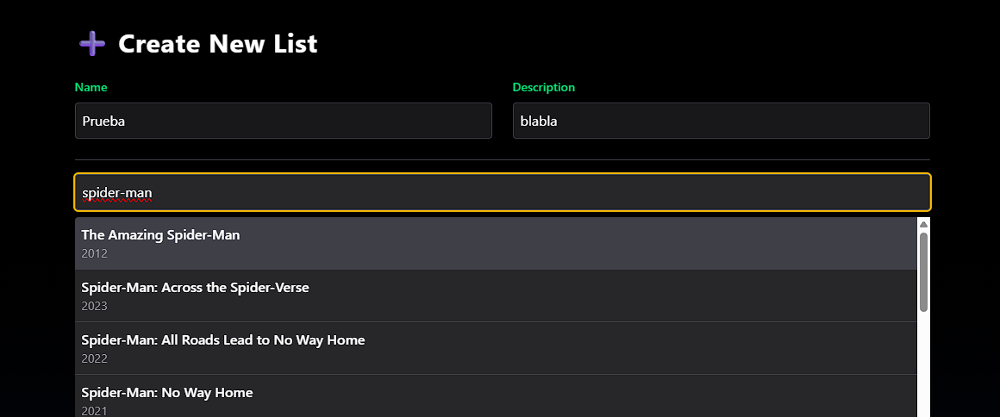 Create New List
Name
Description
Prueba
blabla
spider-man
The Amazing Spider-Man
2012
Spider-Man: Across the Spider-Verse
2023
Spider-Man: All Roads Lead to No Way Home
2022
Spider-Man: No Way Home
2021